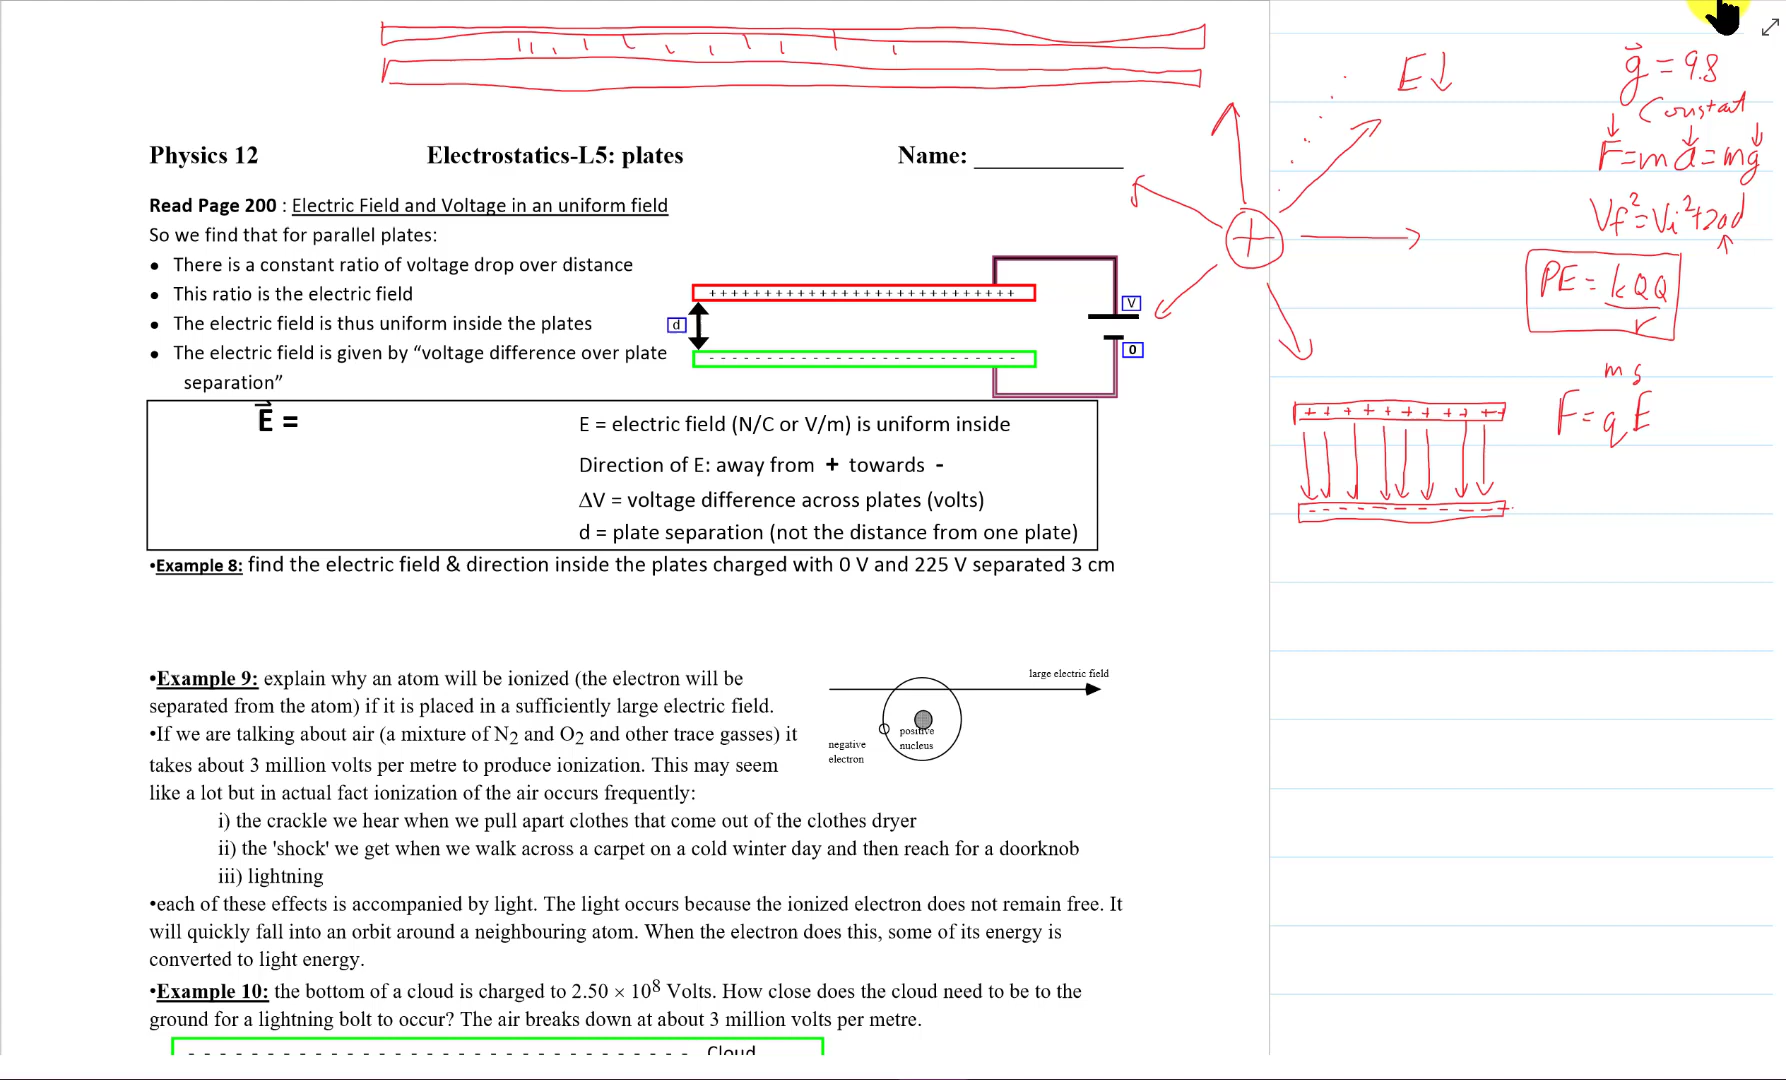 Physics 12 Electrostatics-L5: plates Name: ____________
Read Page 200 : Electric Field and Voltage in an uniform field
So we find that for parallel plates:
• There is a constant ratio of voltage drop over distance
• This ratio is the electric field
• The electric field is thus uniform inside the plates
• The electric field is given by “voltage difference over plate
separation”
+ + + + + + + + + + + + + + + + + + + + + + + + + + + +
d
- - - - - - - - - - - - - - - - - - - - - - - - - -
V
0
E⃗ =
E = electric field (N/C or V/m) is uniform inside
Direction of E: away from + towards -
ΔV = voltage difference across plates (volts)
d = plate separation (not the distance from one plate)
•Example 8: find the electric field & direction inside the plates charged with 0 V and 225 V separated 3 cm
•Example 9: explain why an atom will be ionized (the electron will be
separated from the atom) if it is placed in a sufficiently large electric field.
large electric field
positive
nucleus
negative
electron
•If we are talking about air (a mixture of N₂ and O₂ and other trace gasses) it
takes about 3 million volts per metre to produce ionization. This may seem
like a lot but in actual fact ionization of the air occurs frequently:
i) the crackle we hear when we pull apart clothes that come out of the clothes dryer
ii) the 'shock' we get when we walk across a carpet on a cold winter day and then reach for a doorknob
iii) lightning
•each of these effects is accompanied by light. The light occurs because the ionized electron does not remain free. It
will quickly fall into an orbit around a neighbouring atom. When the electron does this, some of its energy is
converted to light energy.
•Example 10: the bottom of a cloud is charged to 2.50 × 10⁸ Volts. How close does the cloud need to be to the
ground for a lightning bolt to occur? The air breaks down at about 3 million volts per metre.
- - - - - - - - - - - - - - - - - - - - - - - - - - - - Cloud
E↓
+
g⃗ = 9.8
Constant
F=ma=mg
Vf²=Vi²+2ad
PE = kQQ
r
m g
F = qE
+ + + + + + + + + +
- - - - - - - - - -